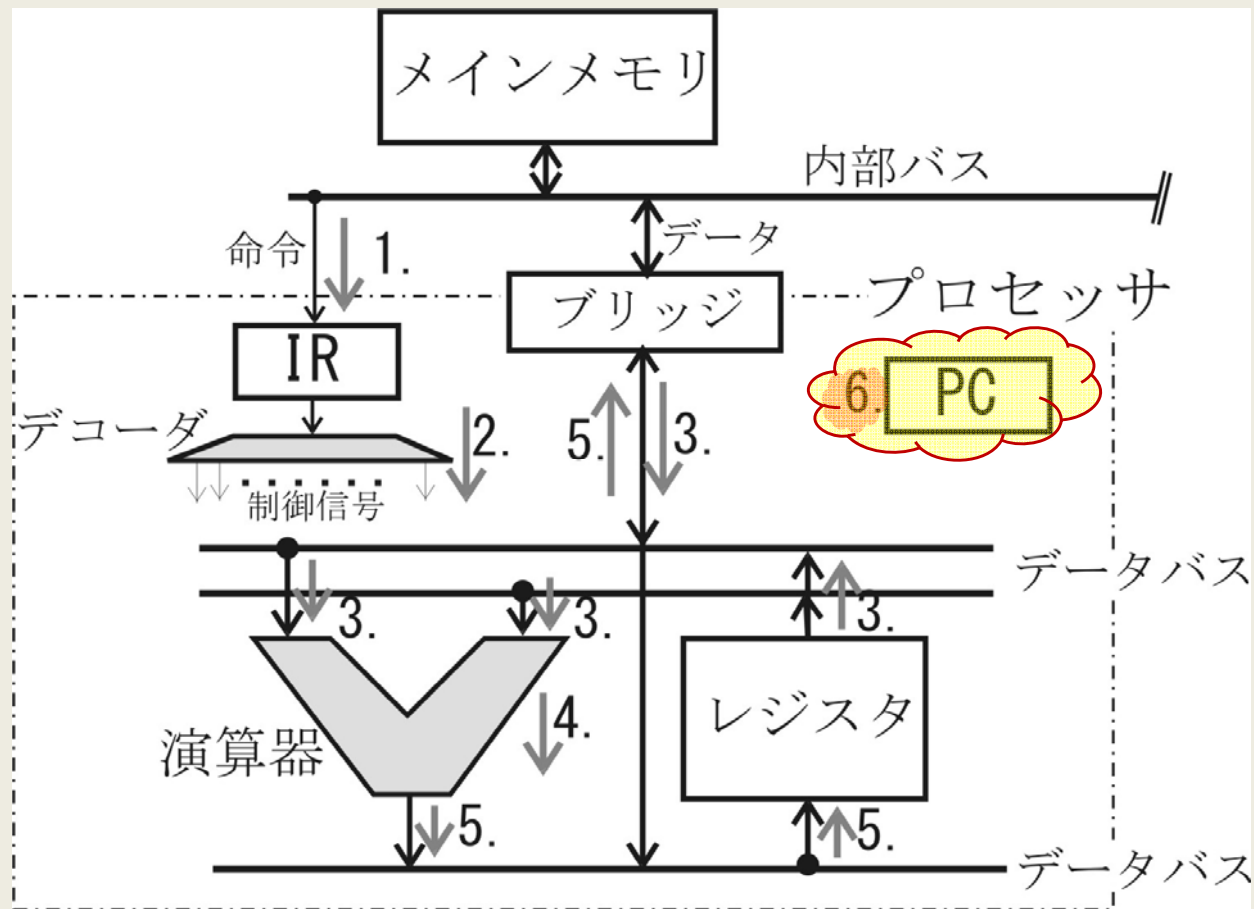 メインメモリ
内部バス
命令
1.
データ
ブリッジ
プロセッサ
IR
6.
PC
デコーダ
2.
5.
3.
制御信号
データバス
3.
3.
3.
演算器
4.
レジスタ
5.
5.
データバス